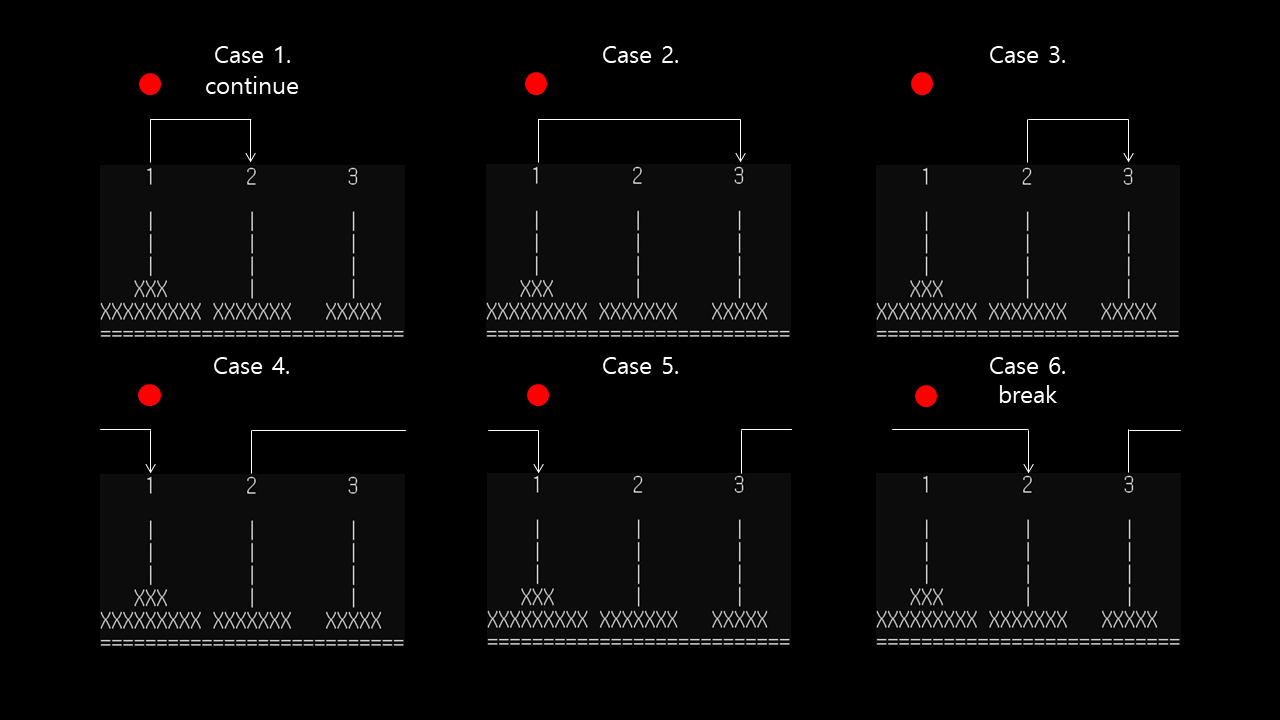 Case 1.
continue
1 2 3
| | |
| | |
| | |
XXX | |
XXXXXXXXX XXXXXXX XXXXX
===========================
Case 2.
1 2 3
| | |
| | |
| | |
XXX | |
XXXXXXXXX XXXXXXX XXXXX
===========================
Case 3.
1 2 3
| | |
| | |
| | |
XXX | |
XXXXXXXXX XXXXXXX XXXXX
===========================
Case 4.
1 2 3
| | |
| | |
| | |
XXX | |
XXXXXXXXX XXXXXXX XXXXX
===========================
Case 5.
1 2 3
| | |
| | |
| | |
XXX | |
XXXXXXXXX XXXXXXX XXXXX
===========================
Case 6.
break
1 2 3
| | |
| | |
| | |
XXX | |
XXXXXXXXX XXXXXXX XXXXX
===========================